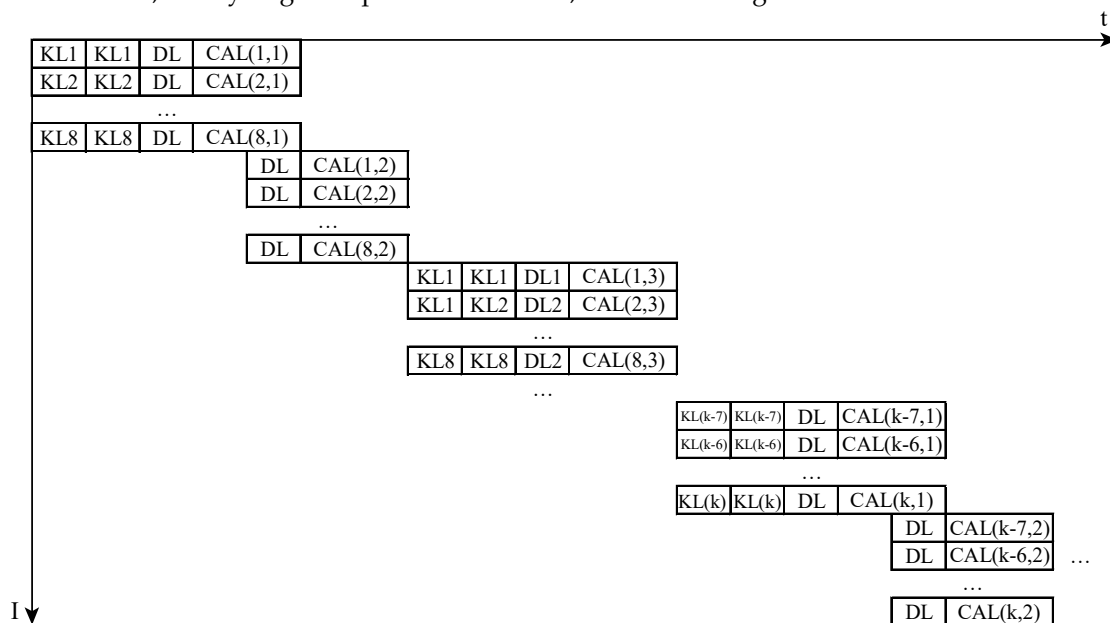 t
KL1 KL1 DL CAL(1,1)
KL2 KL2 DL CAL(2,1)
…
KL8 KL8 DL CAL(8,1)
DL CAL(1,2)
DL CAL(2,2)
…
DL CAL(8,2)
KL1 KL1 DL1 CAL(1,3)
KL1 KL2 DL2 CAL(2,3)
…
KL8 KL8 DL2 CAL(8,3)
…
KL(k-7) KL(k-7) DL CAL(k-7,1)
KL(k-6) KL(k-6) DL CAL(k-6,1)
…
KL(k) KL(k) DL CAL(k,1)
DL CAL(k-7,2)
DL CAL(k-6,2) …
…
I DL CAL(k,2)